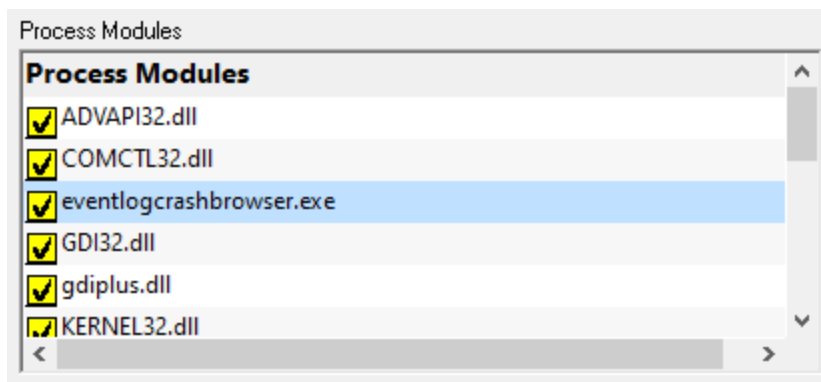 Process Modules
Process Modules
ADVAPI32.dll
COMCTL32.dll
eventlogcrashbrowser.exe
GDI32.dll
gdiplus.dll
KERNEL32.dll